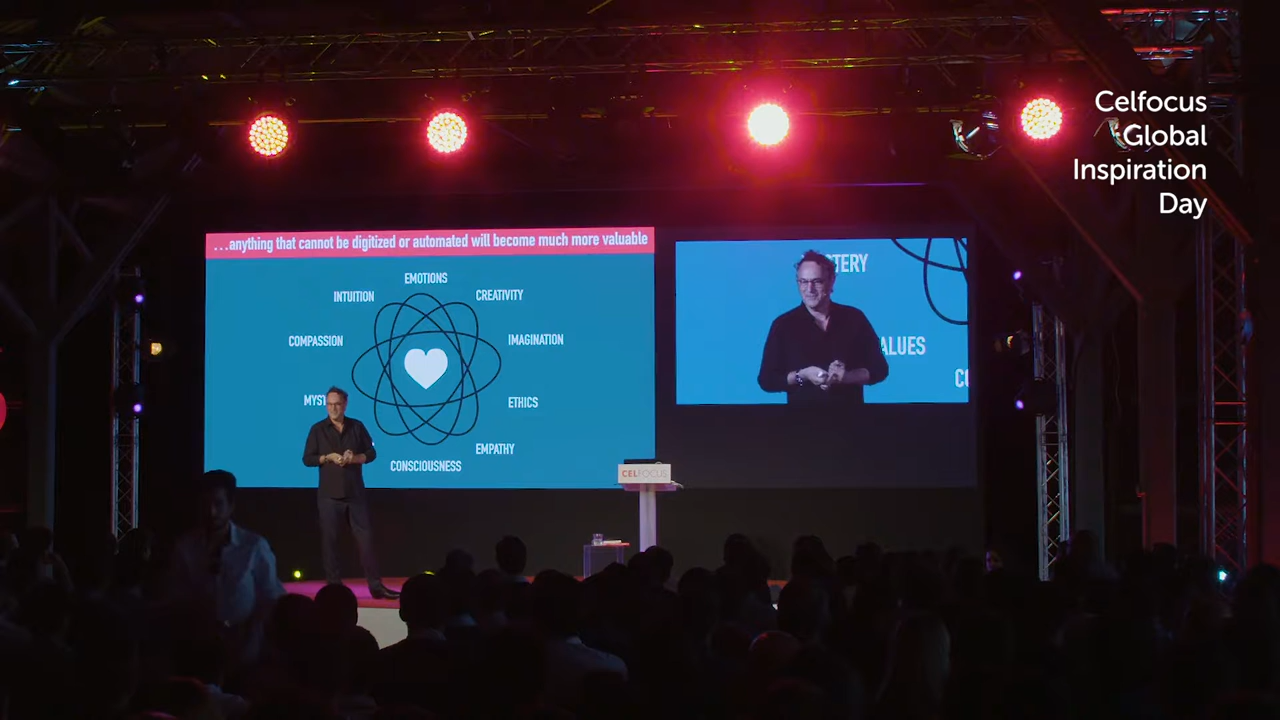 Celfocus
Global
Inspiration
Day
...anything that cannot be digitized or automated will become much more valuable
EMOTIONS
INTUITION
CREATIVITY
COMPASSION
IMAGINATION
ETHICS
EMPATHY
CONSCIOUSNESS
CELFOCUS